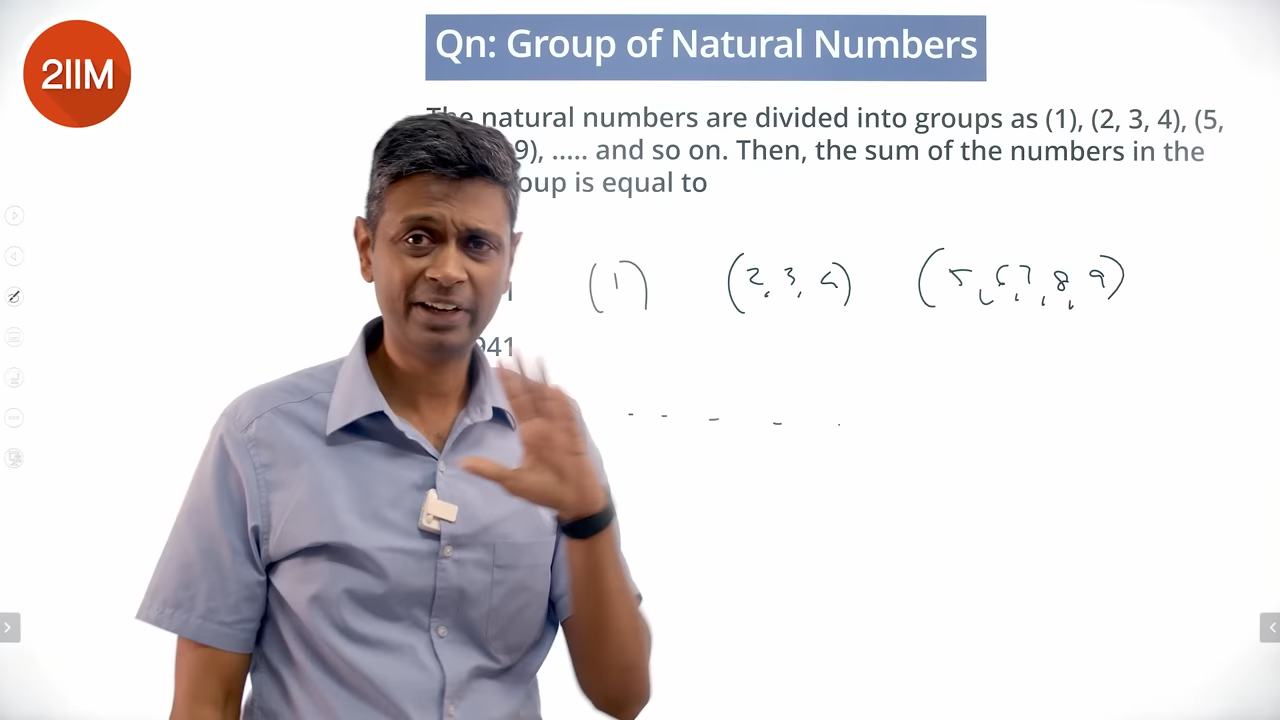 2IIM
Qn: Group of Natural Numbers
The natural numbers are divided into groups as (1), (2, 3, 4), (5,
9), ..... and so on. Then, the sum of the numbers in the
oup is equal to
(1) (2, 3, 4) (5, 6, 7, 8, 9)
941